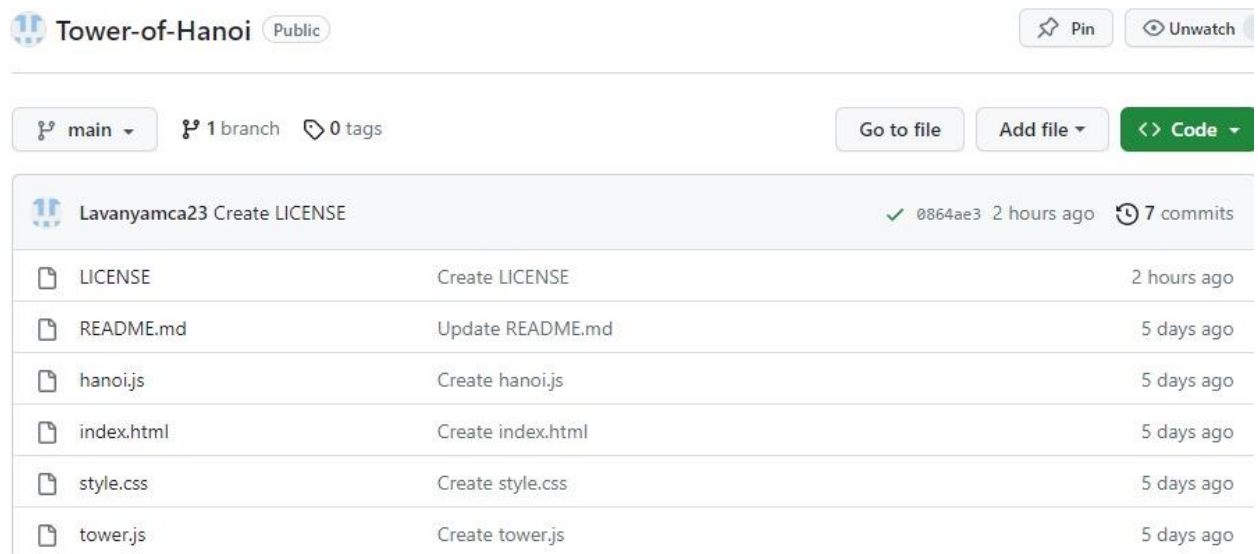 Tower-of-Hanoi Public Pin Unwatch
main 1 branch 0 tags Go to file Add file <> Code
Lavanyamca23 Create LICENSE 0864ae3 2 hours ago 7 commits
LICENSE Create LICENSE 2 hours ago
README.md Update README.md 5 days ago
hanoi.js Create hanoi.js 5 days ago
index.html Create index.html 5 days ago
style.css Create style.css 5 days ago
tower.js Create tower.js 5 days ago